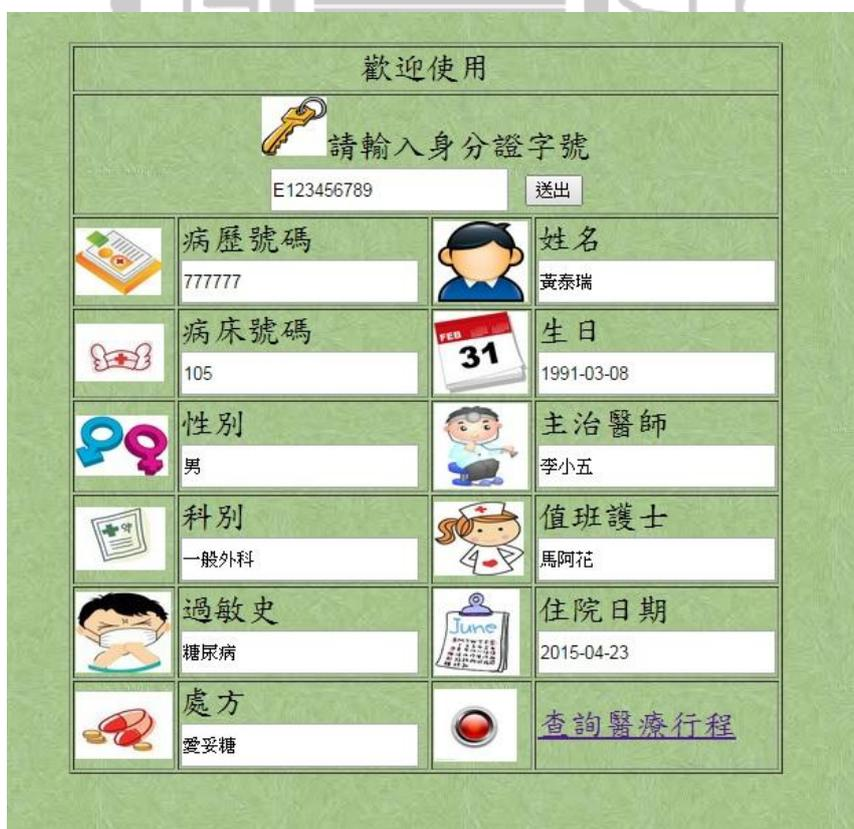 歡迎使用
請輸入身分證字號
E123456789 送出
病歷號碼
777777
姓名
黃泰瑞
病床號碼
105
FEB
31
生日
1991-03-08
性別
男
主治醫師
李小五
科別
一般外科
值班護士
馬阿花
過敏史
糖尿病
June
住院日期
2015-04-23
處方
愛妥糖
查詢醫療行程